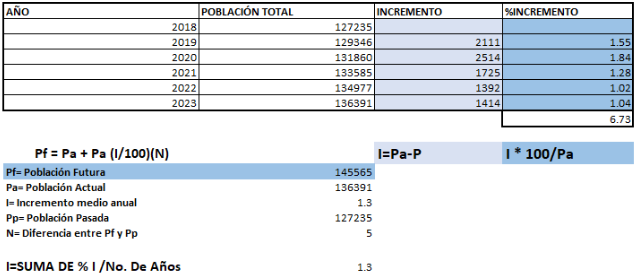 AÑO POBLACIÓN TOTAL INCREMENTO %INCREMENTO
2018 127235
2019 129346 2111 1.55
2020 131860 2514 1.84
2021 133585 1725 1.28
2022 134977 1392 1.02
2023 136391 1414 1.04
6.73
Pf = Pa + Pa (I/100)(N) I=Pa-P I * 100/Pa
Pf= Población Futura 145565
Pa= Población Actual 136391
I= Incremento medio anual 1.3
Pp= Población Pasada 127235
N= Diferencia entre Pf y Pp 5
I=SUMA DE % I /No. De Años 1.3